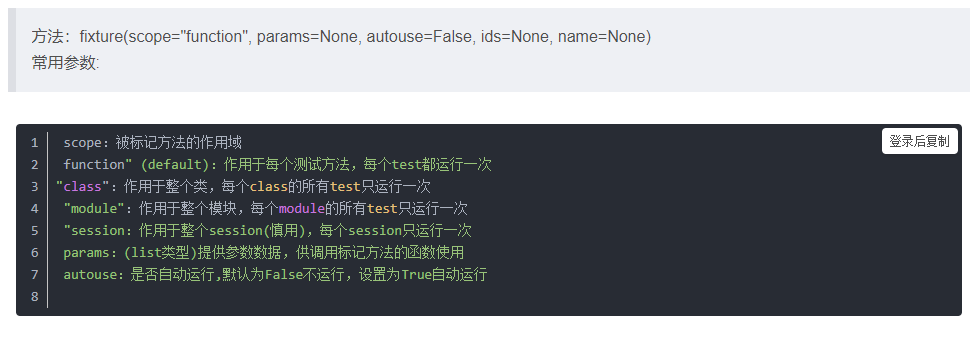 方法：fixture(scope="function", params=None, autouse=False, ids=None, name=None)
常用参数:
登录后复制
1 scope：被标记方法的作用域
2 function" (default)：作用于每个测试方法，每个test都运行一次
3 "class"：作用于整个类，每个class的所有test只运行一次
4 "module"：作用于整个模块，每个module的所有test只运行一次
5 "session：作用于整个session(慎用)，每个session只运行一次
6 params：(list类型)提供参数数据，供调用标记方法的函数使用
7 autouse：是否自动运行,默认为False不运行，设置为True自动运行
8